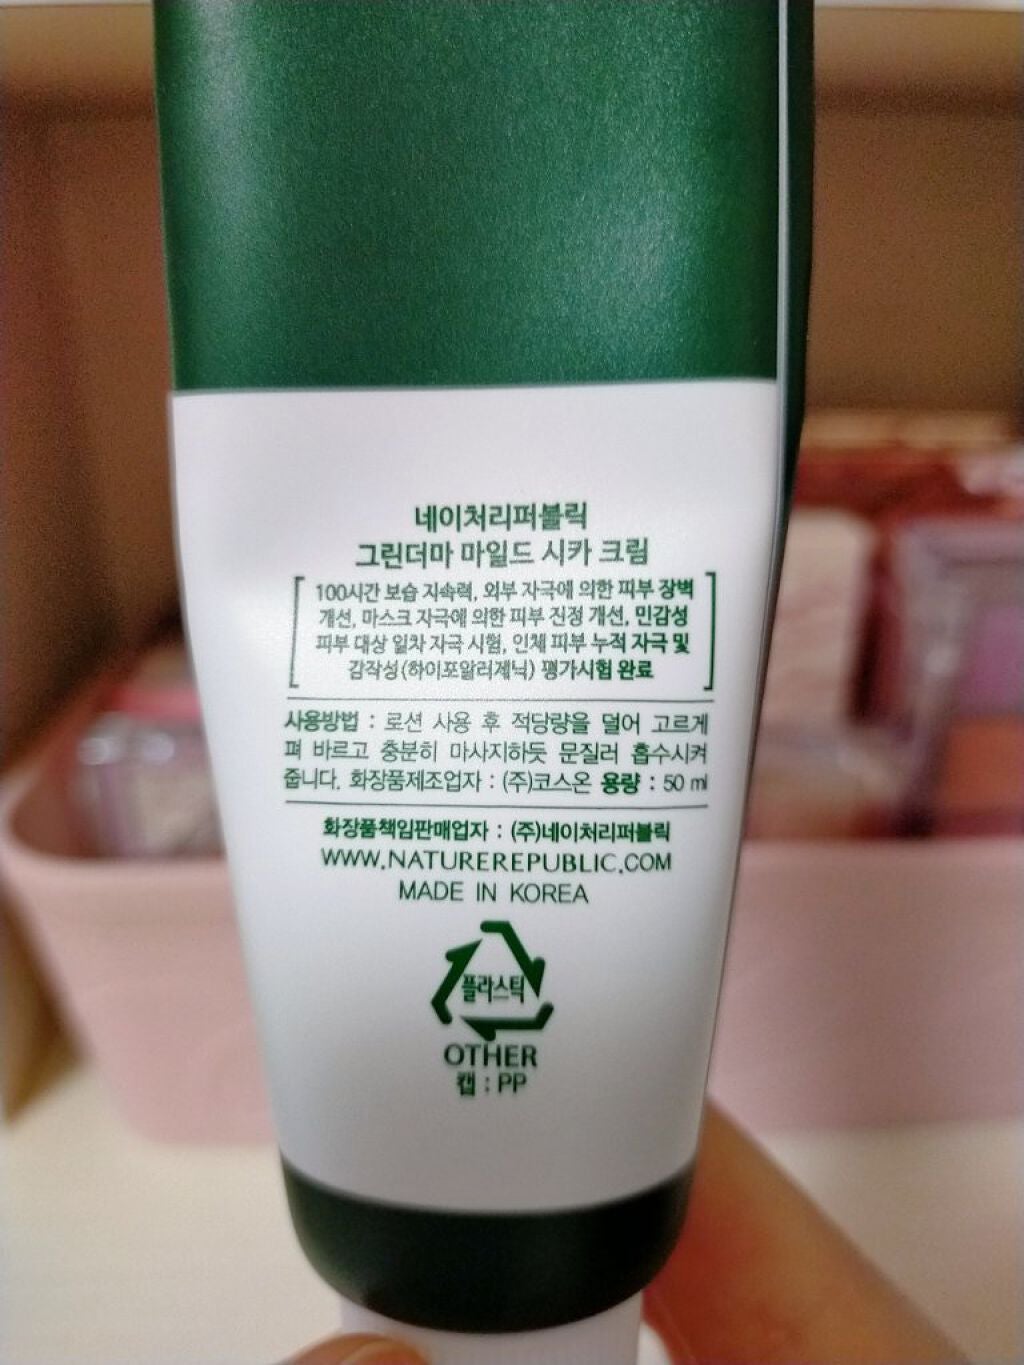 네이처리퍼블릭
그린더마 마일드 시카 크림
100시간 보습 지속력, 외부 자극에 의한 피부 장벽
개선, 마스크 자극에 의한 피부 진정 개선, 민감성
피부 대상 일차 자극 시험, 인체 피부 누적 자극 및
감작성(하이포알러제닉) 평가시험 완료
사용방법 : 로션 사용 후 적당량을 덜어 고르게
펴 바르고 충분히 마사지하듯 문질러 흡수시켜
줍니다. 화장품제조업자 : (주)코스온 용량 : 50 ml
화장품책임판매업자 : (주)네이처리퍼블릭
WWW.NATUREREPUBLIC.COM
MADE IN KOREA
플라스틱
OTHER
캡 : PP